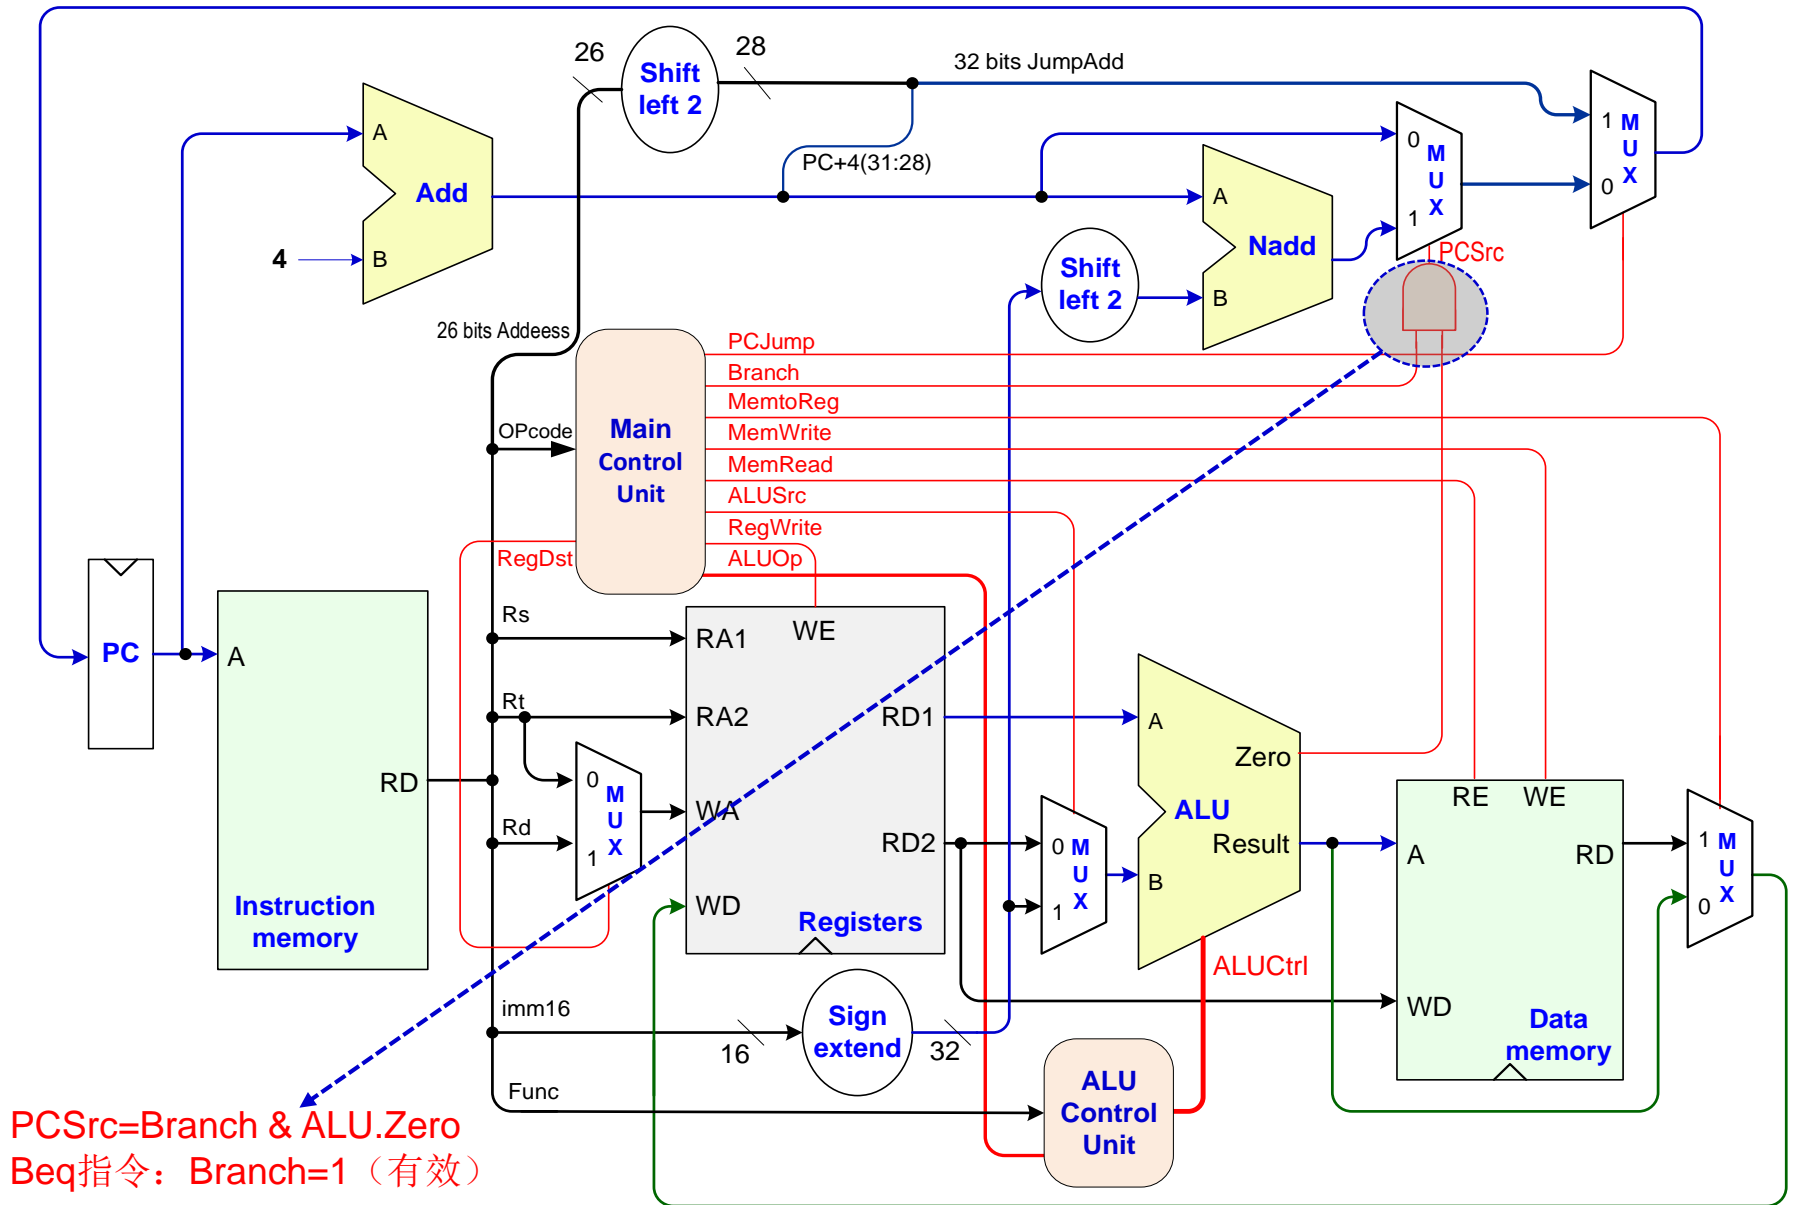 26
Shift
left 2
28
32 bits JumpAdd
1
0
M
U
X
A
B
Add
4
PC+4(31:28)
A
B
Nadd
Shift
left 2
0
1
M
U
X
PCSrc
26 bits Addeess
OPcode
Main
Control
Unit
PCJump
Branch
MemtoReg
MemWrite
MemRead
ALUSrc
RegWrite
ALUOp
RegDst
PC
A
RD
Instruction
memory
Rs
Rt
Rd
0
1
M
U
X
RA1
WE
RA2
RD1
WA
RD2
WD
Registers
0
1
M
U
X
A
B
Zero
ALU
Result
ALUCtrl
RE
WE
A
RD
WD
Data
memory
1
0
M
U
X
imm16
16
Sign
extend
32
Func
ALU
Control
Unit
PCSrc=Branch & ALU.Zero
Beq指令：Branch=1（有效）